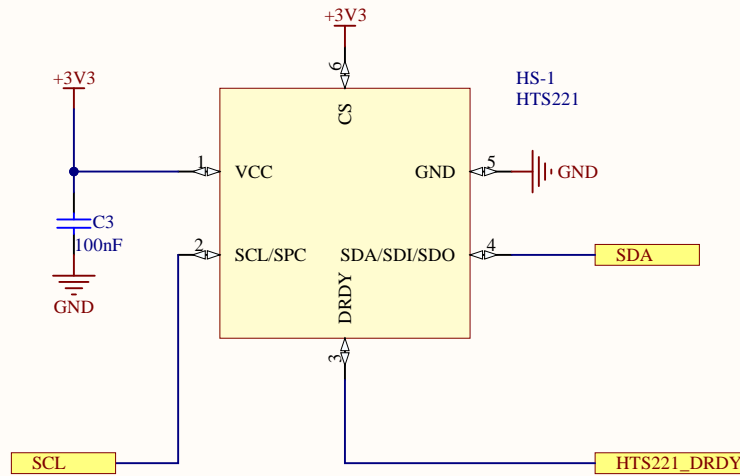 +3V3
6
HS-1
HTS221
+3V3
CS
1
VCC
GND
5
GND
C3
100nF
2
SCL/SPC
SDA/SDI/SDO
4
SDA
GND
DRDY
3
SCL
HTS221_DRDY